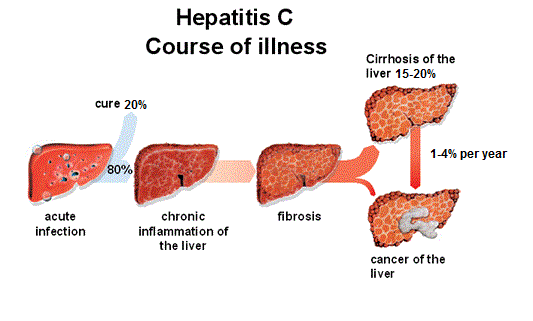 Hepatitis C
Course of illness
Cirrhosis of the
liver 15-20%
cure 20%
80%
1-4% per year
acute
infection
chronic
inflammation of
the liver
fibrosis
cancer of the
liver